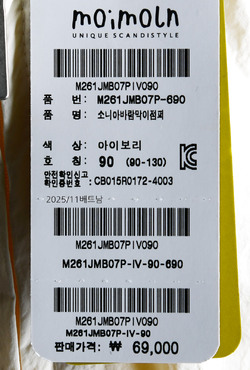 moimoln
UNIQUE SCANDISTYLE
M261JMB07PIV090
품 번: M261JMB07P-690
품 명: 소니아바람막이점퍼
색 상: 아이보리
호 칭: 90 (90-130)
안전확인신고
확인증번호 : CB015R0172-4003
2025/11베트남
M261JMB07PIV090
M261JMB07P-IV-90-690
M261JMB07PIV090
M261JMB07P-IV-90
판매가격: ₩ 69,000